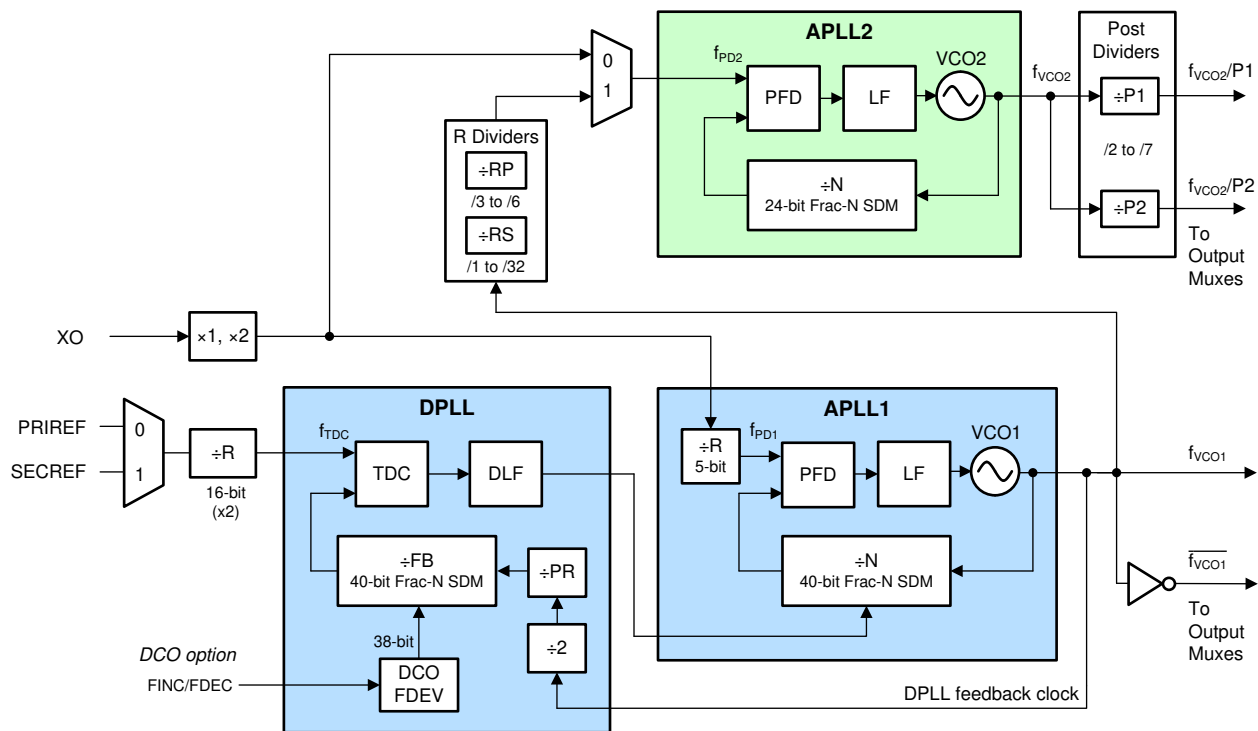 APLL2
Post
Dividers
0
1
f_PD2
PFD
LF
VCO2
f_VCO2
÷P1
f_VCO2/P1
/2 to /7
÷N
24-bit Frac-N SDM
÷P2
f_VCO2/P2
To
Output
Muxes
R Dividers
÷RP
/3 to /6
÷RS
/1 to /32
XO
×1, ×2
DPLL
APLL1
PRIREF
SECREF
0
1
÷R
16-bit
(x2)
f_TDC
TDC
DLF
÷FB
40-bit Frac-N SDM
÷PR
÷2
38-bit
DCO
FDEV
DCO option
FINC/FDEC
÷R
5-bit
f_PD1
PFD
LF
VCO1
÷N
40-bit Frac-N SDM
f_VCO1
f̅_̅V̅C̅O̅1̅
To
Output
Muxes
DPLL feedback clock